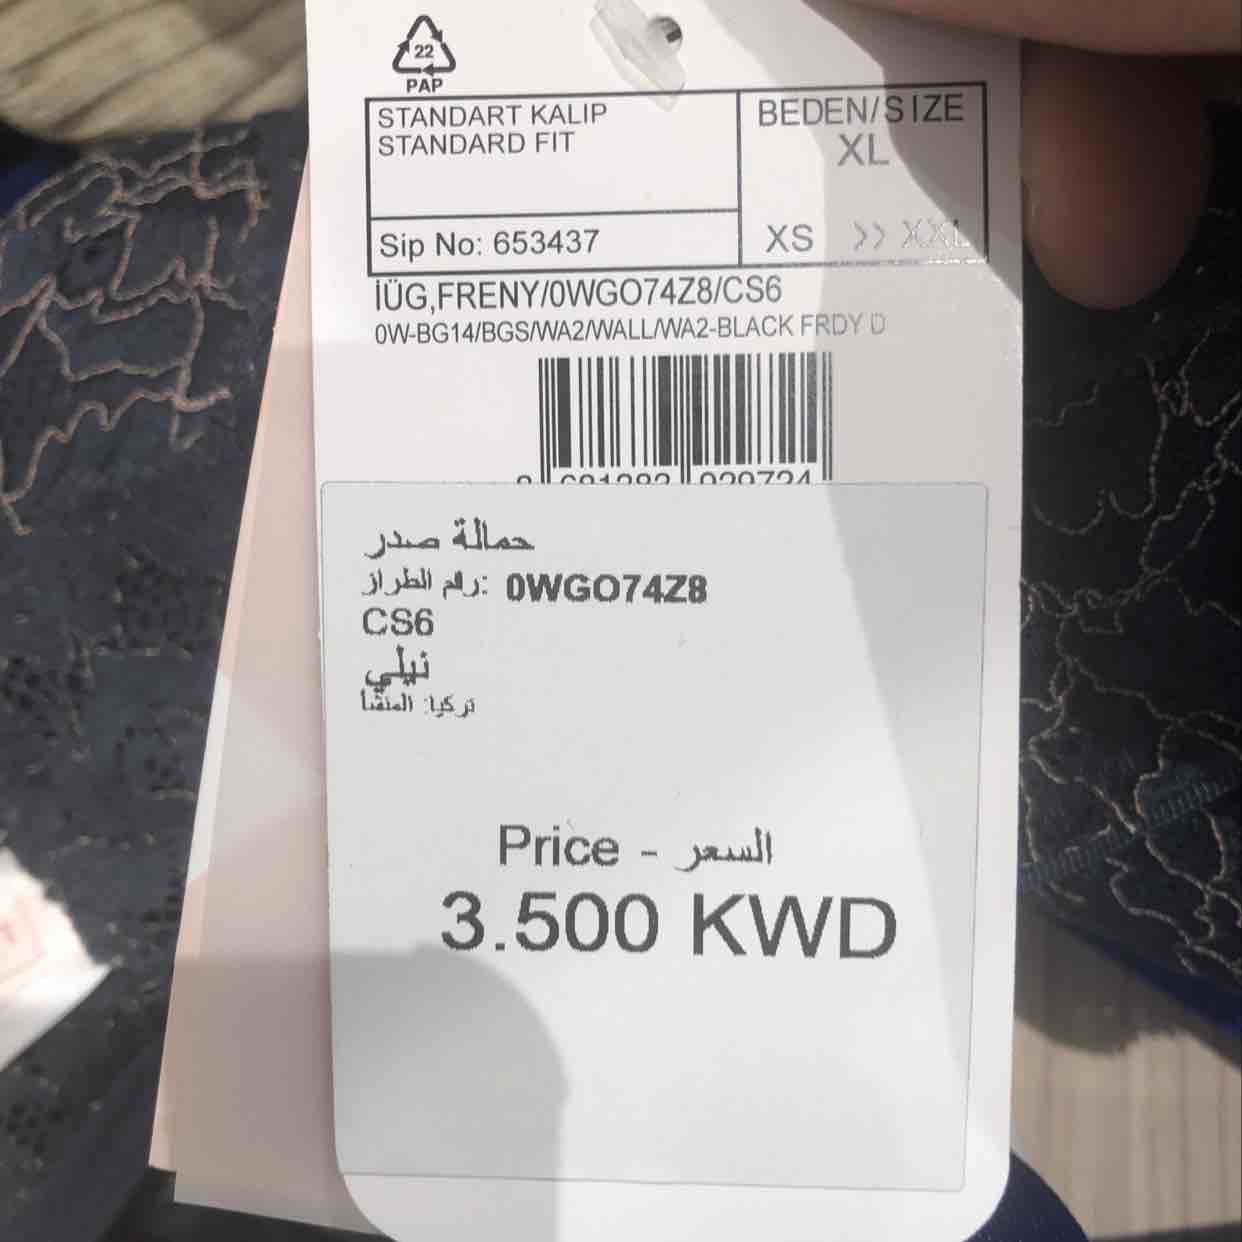 22
PAP
STANDART KALIP
STANDARD FIT
BEDEN/SIZE
XL
Sip No: 653437
XS >> XXL
İÜG,FRENY/0WGO74Z8/CS6
0W-BG14/BGS/WA2/WALL/WA2-BLACK FRDY D
حمالة صدر
رقم الطراز: 0WGO74Z8
CS6
نيلي
تركيا: المنشأ
Price - السعر
3.500 KWD